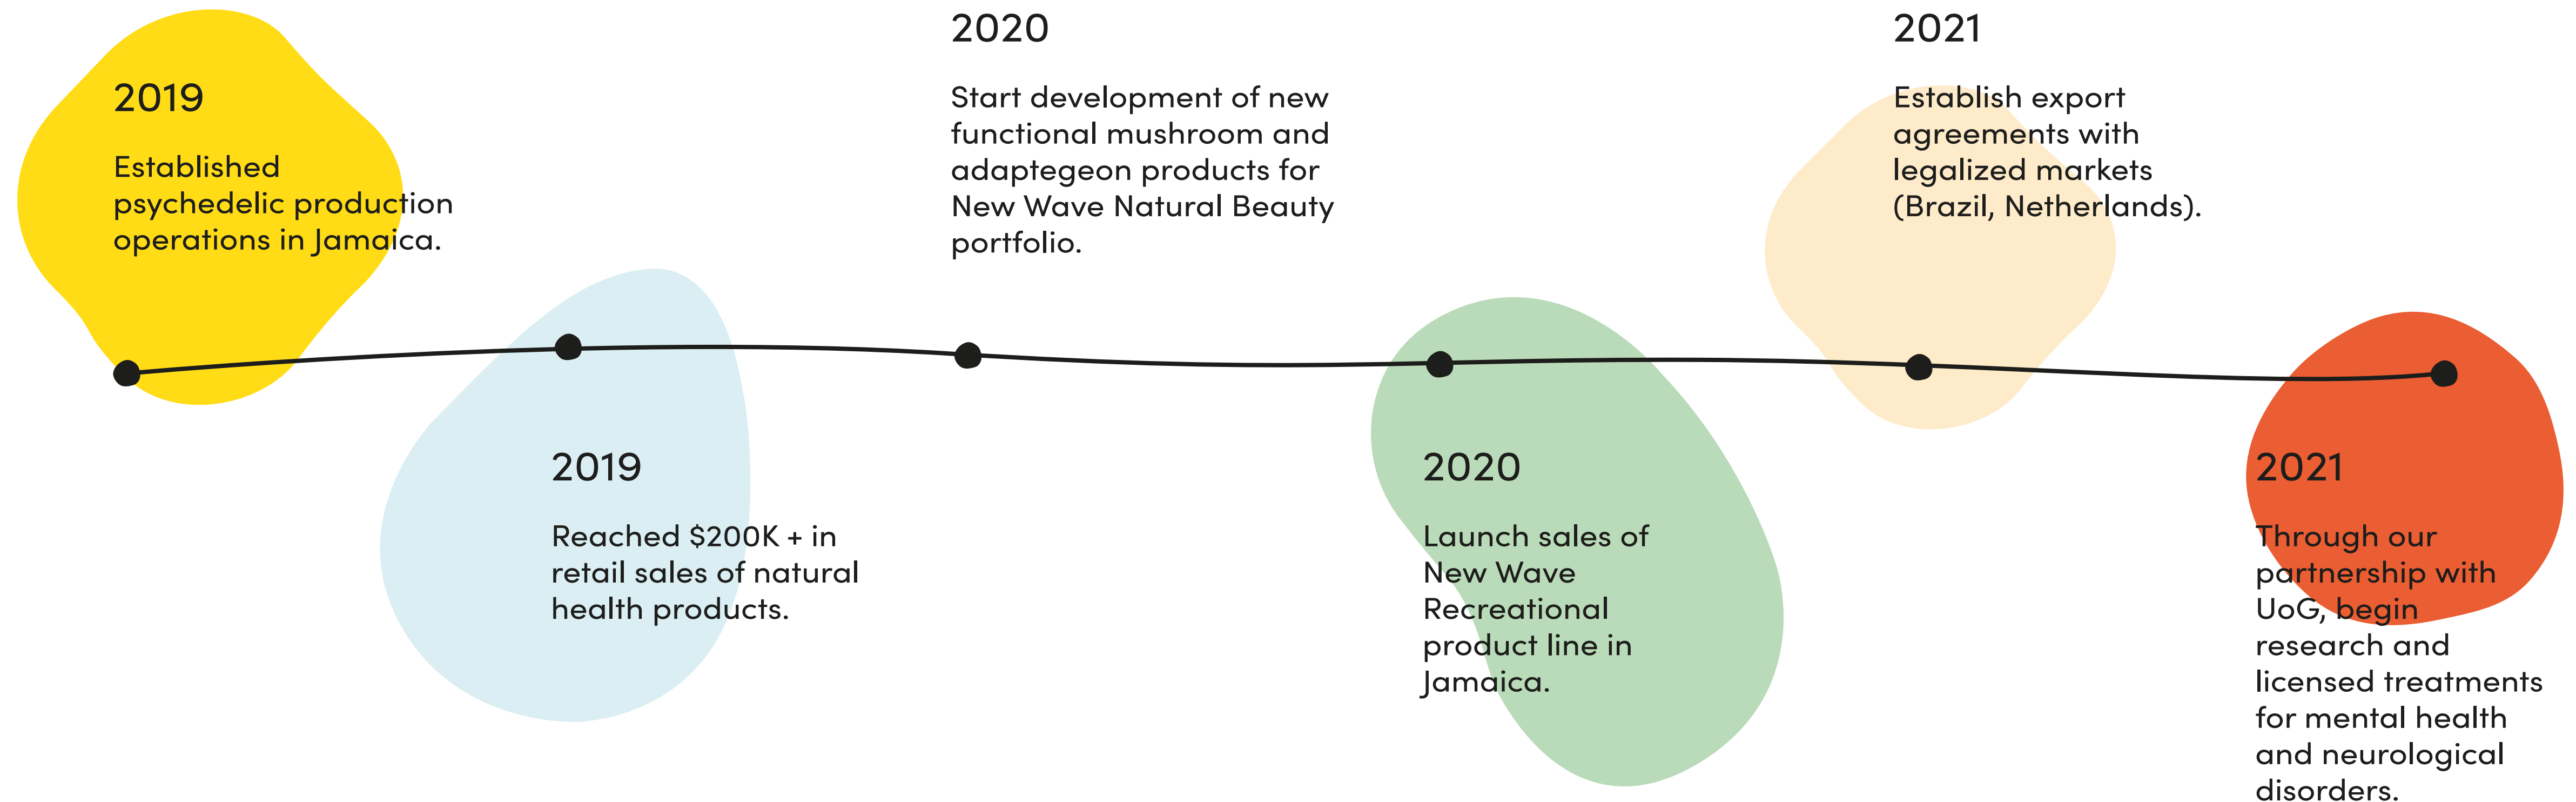 2019
Established
psychedelic production
operations in Jamaica.
2019
Reached $200K + in
retail sales of natural
health products.
2020
Start development of new
functional mushroom and
adaptegeon products for
New Wave Natural Beauty
portfolio.
2020
Launch sales of
New Wave
Recreational
product line in
Jamaica.
2021
Establish export
agreements with
legalized markets
(Brazil, Netherlands).
2021
Through our
partnership with
UoG, begin
research and
licensed treatments
for mental health
and neurological
disorders.